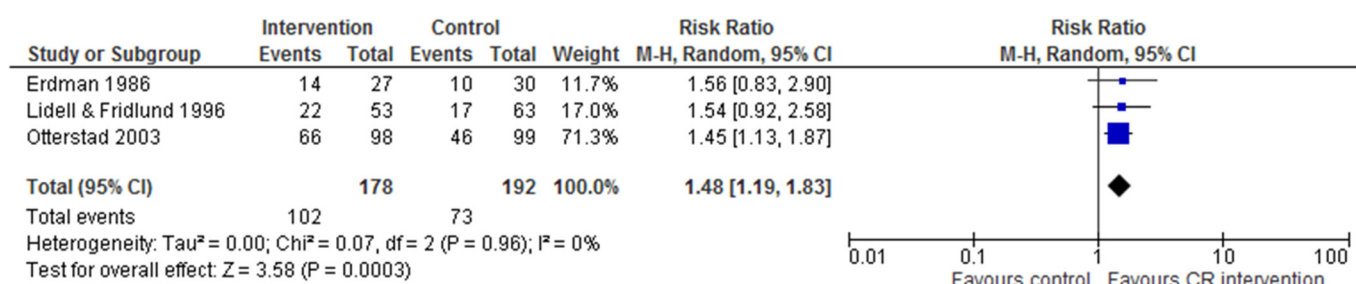 Intervention Control Risk Ratio Risk Ratio
Study or Subgroup Events Total Events Total Weight M-H, Random, 95% CI M-H, Random, 95% CI
Erdman 1986 14 27 10 30 11.7% 1.56 [0.83, 2.90]
Lidell & Fridlund 1996 22 53 17 63 17.0% 1.54 [0.92, 2.58]
Otterstad 2003 66 98 46 99 71.3% 1.45 [1.13, 1.87]
Total (95% CI) 178 192 100.0% 1.48 [1.19, 1.83]
Total events 102 73
Heterogeneity: Tau² = 0.00; Chi² = 0.07, df = 2 (P = 0.96); I² = 0%
Test for overall effect: Z = 3.58 (P = 0.0003)
0.01 0.1 1 10 100
Favours control Favours CR intervention